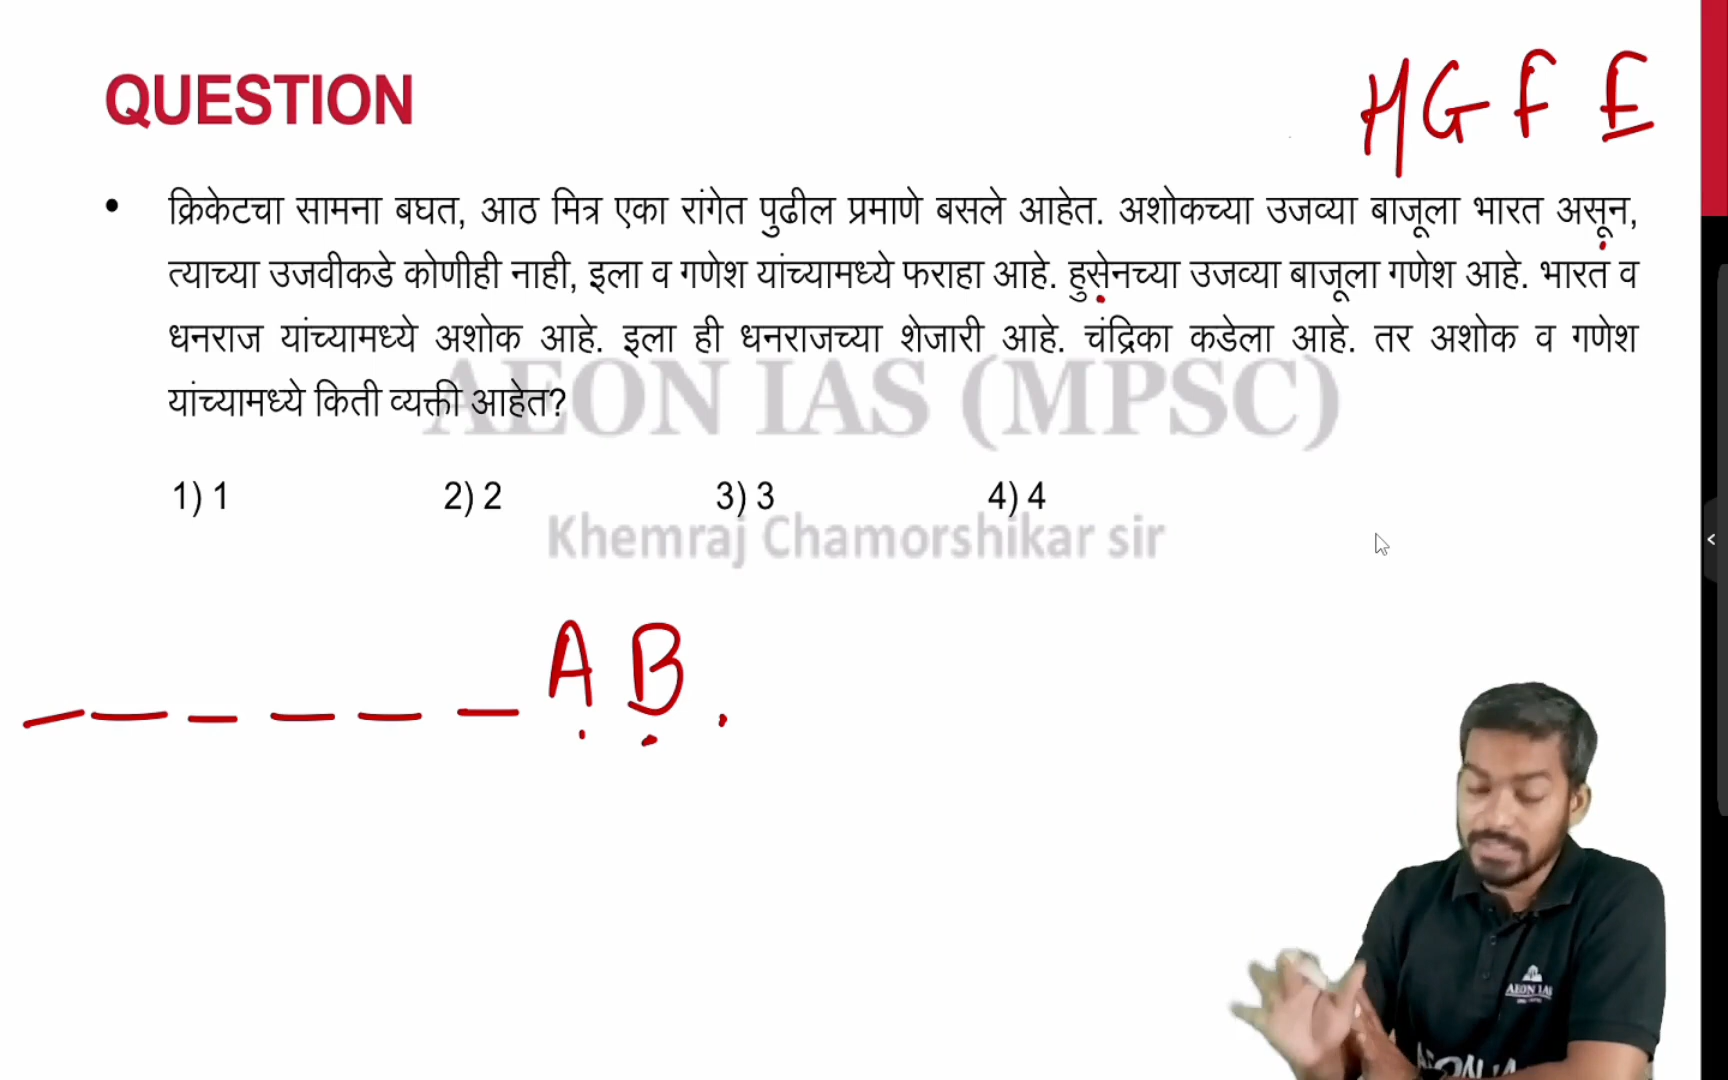 QUESTION
H G F E
• क्रिकेटचा सामना बघत, आठ मित्र एका रांगेत पुढील प्रमाणे बसले आहेत. अशोकच्या उजव्या बाजूला भारत असून,
त्याच्या उजवीकडे कोणीही नाही, इला व गणेश यांच्यामध्ये फराहा आहे. हुसेनच्या उजव्या बाजूला गणेश आहे. भारत व
धनराज यांच्यामध्ये अशोक आहे. इला ही धनराजच्या शेजारी आहे. चंद्रिका कडेला आहे. तर अशोक व गणेश
यांच्यामध्ये किती व्यक्ती आहेत?
AEON IAS (MPSC)
1) 1 2) 2 3) 3 4) 4
Khemraj Chamorshikar sir
A B
AEON IAS